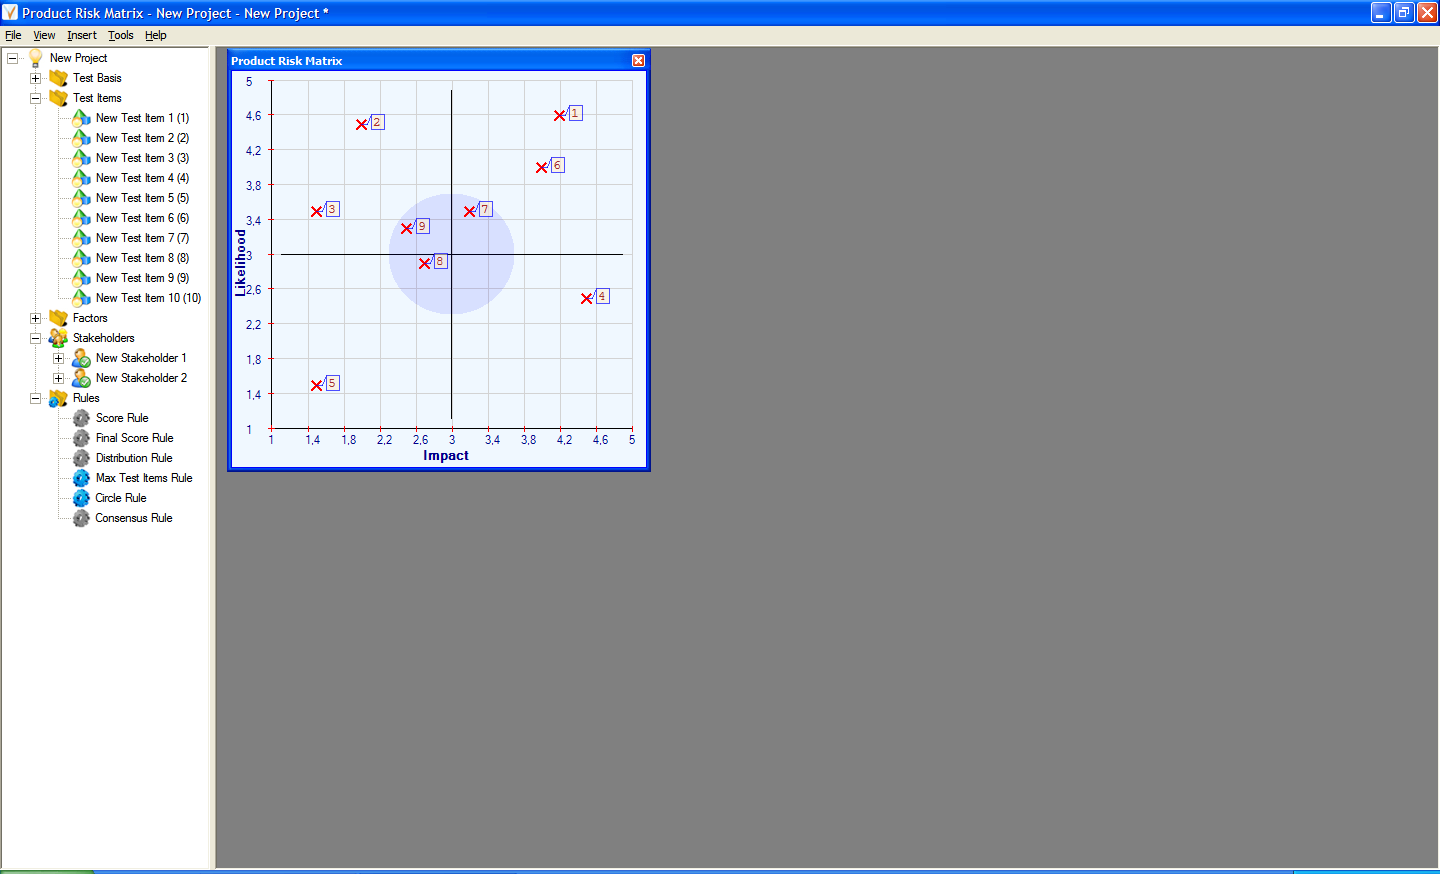 Product Risk Matrix - New Project - New Project *
File View Insert Tools Help
New Project
Test Basis
Test Items
New Test Item 1 (1)
New Test Item 2 (2)
New Test Item 3 (3)
New Test Item 4 (4)
New Test Item 5 (5)
New Test Item 6 (6)
New Test Item 7 (7)
New Test Item 8 (8)
New Test Item 9 (9)
New Test Item 10 (10)
Factors
Stakeholders
New Stakeholder 1
New Stakeholder 2
Rules
Score Rule
Final Score Rule
Distribution Rule
Max Test Items Rule
Circle Rule
Consensus Rule
Product Risk Matrix
5
4,6
4,2
3,8
3,4
3
2,6
2,2
1,8
1,4
1
Likelihood
1
2
6
3
7
9
8
4
5
1 1,4 1,8 2,2 2,6 3 3,4 3,8 4,2 4,6 5
Impact